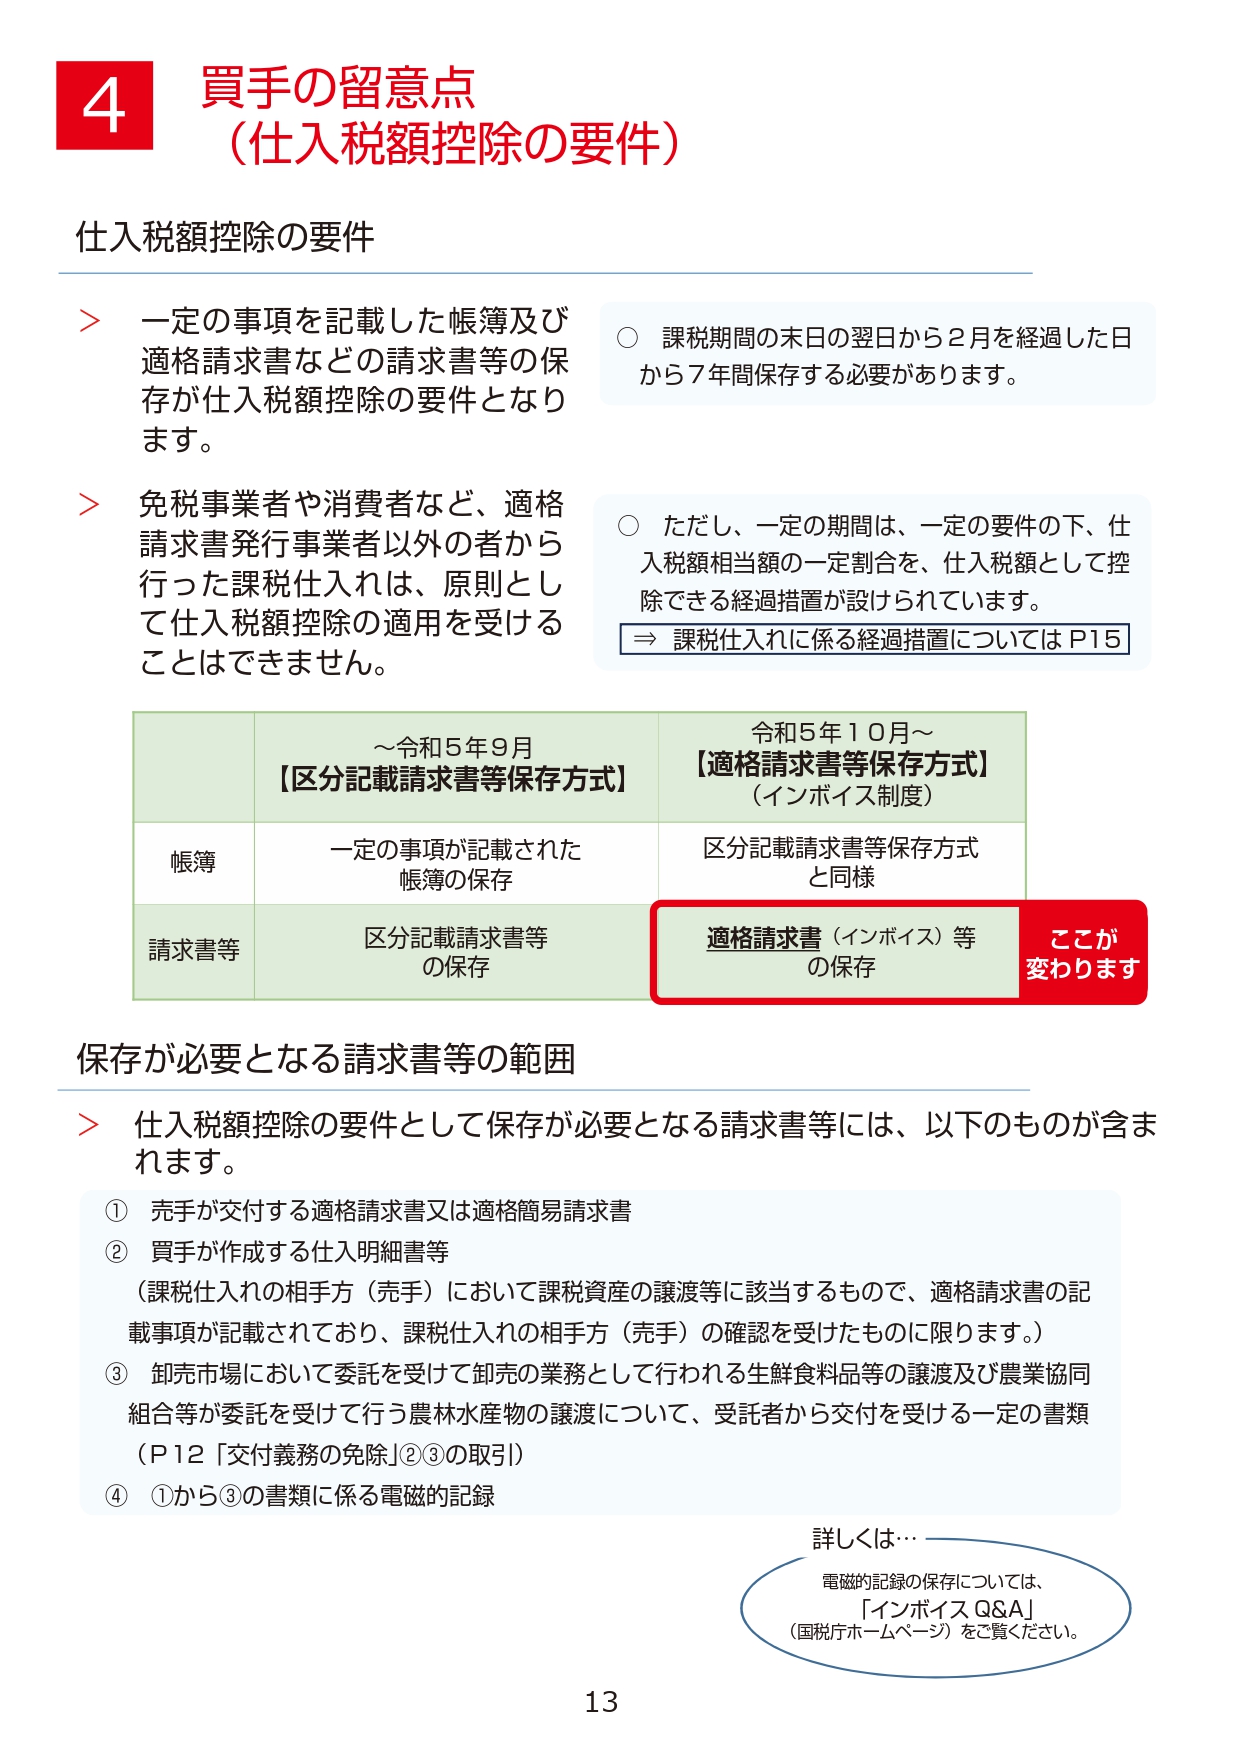 4
買手の留意点
（仕入税額控除の要件）
仕入税額控除の要件
＞ 一定の事項を記載した帳簿及び
適格請求書などの請求書等の保
存が仕入税額控除の要件となり
ます。
○ 課税期間の末日の翌日から２月を経過した日
から７年間保存する必要があります。
＞ 免税事業者や消費者など、適格
請求書発行事業者以外の者から
行った課税仕入れは、原則とし
て仕入税額控除の適用を受ける
ことはできません。
○ ただし、一定の期間は、一定の要件の下、仕
入税額相当額の一定割合を、仕入税額として控
除できる経過措置が設けられています。
⇒ 課税仕入れに係る経過措置についてはＰ１５
～令和５年９月
【区分記載請求書等保存方式】
令和５年１０月～
【適格請求書等保存方式】
（インボイス制度）
帳簿
一定の事項が記載された
帳簿の保存
区分記載請求書等保存方式
と同様
請求書等
区分記載請求書等
の保存
適格請求書（インボイス）等
の保存
ここが
変わります
保存が必要となる請求書等の範囲
＞ 仕入税額控除の要件として保存が必要となる請求書等には、以下のものが含ま
れます。
① 売手が交付する適格請求書又は適格簡易請求書
② 買手が作成する仕入明細書等
（課税仕入れの相手方（売手）において課税資産の譲渡等に該当するもので、適格請求書の記
載事項が記載されており、課税仕入れの相手方（売手）の確認を受けたものに限ります。）
③ 卸売市場において委託を受けて卸売の業務として行われる生鮮食料品等の譲渡及び農業協同
組合等が委託を受けて行う農林水産物の譲渡について、受託者から交付を受ける一定の書類
（Ｐ１２「交付義務の免除」②③の取引）
④ ①から③の書類に係る電磁的記録
詳しくは…
電磁的記録の保存については、
「インボイス Q&A」
（国税庁ホームページ）をご覧ください。
13